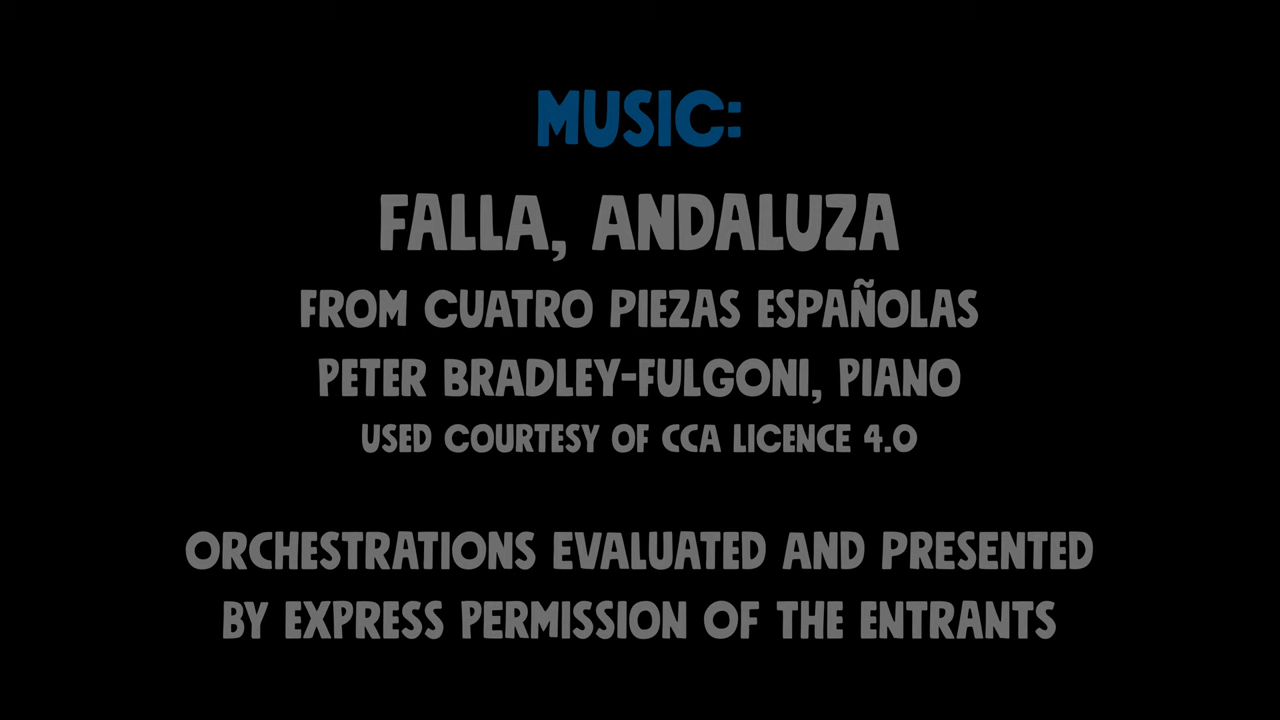 MUSIC:
FALLA, ANDALUZA
FROM CUATRO PIEZAS ESPAÑOLAS
PETER BRADLEY-FULGONI, PIANO
USED COURTESY OF CCA LICENCE 4.0
ORCHESTRATIONS EVALUATED AND PRESENTED
BY EXPRESS PERMISSION OF THE ENTRANTS